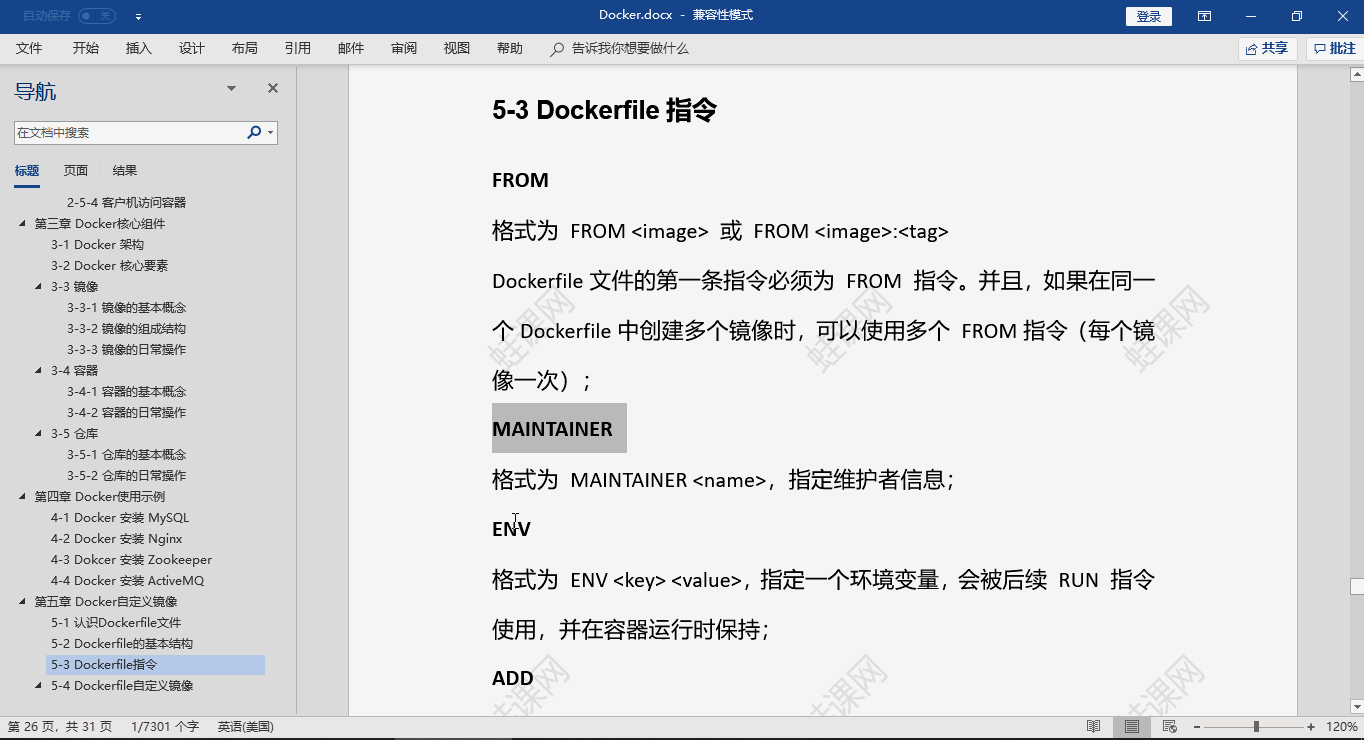 自动保存 关
Docker.docx - 兼容性模式
登录
文件 开始 插入 设计 布局 引用 邮件 审阅 视图 帮助 告诉我你想要做什么
共享 批注
导航
在文档中搜索
标题 页面 结果
2-5-4 客户机访问容器
第三章 Docker核心组件
3-1 Docker 架构
3-2 Docker 核心要素
3-3 镜像
3-3-1 镜像的基本概念
3-3-2 镜像的组成结构
3-3-3 镜像的日常操作
3-4 容器
3-4-1 容器的基本概念
3-4-2 容器的日常操作
3-5 仓库
3-5-1 仓库的基本概念
3-5-2 仓库的日常操作
第四章 Docker使用示例
4-1 Docker 安装 MySQL
4-2 Docker 安装 Nginx
4-3 Dokcer 安装 Zookeeper
4-4 Docker 安装 ActiveMQ
第五章 Docker自定义镜像
5-1 认识Dockerfile文件
5-2 Dockerfile的基本结构
5-3 Dockerfile指令
5-4 Dockerfile自定义镜像
5-3 Dockerfile 指令
FROM
格式为 FROM <image> 或 FROM <image>:<tag>
Dockerfile 文件的第一条指令必须为 FROM 指令。并且，如果在同一
个 Dockerfile 中创建多个镜像时，可以使用多个 FROM 指令（每个镜
像一次）；
MAINTAINER
格式为 MAINTAINER <name>，指定维护者信息；
ENV
格式为 ENV <key> <value>，指定一个环境变量，会被后续 RUN 指令
使用，并在容器运行时保持；
ADD
蛙课网
蛙课网
蛙课网
蛙课网
蛙课网
蛙课网
第 26 页，共 31 页 1/7301 个字 英语(美国)
120%